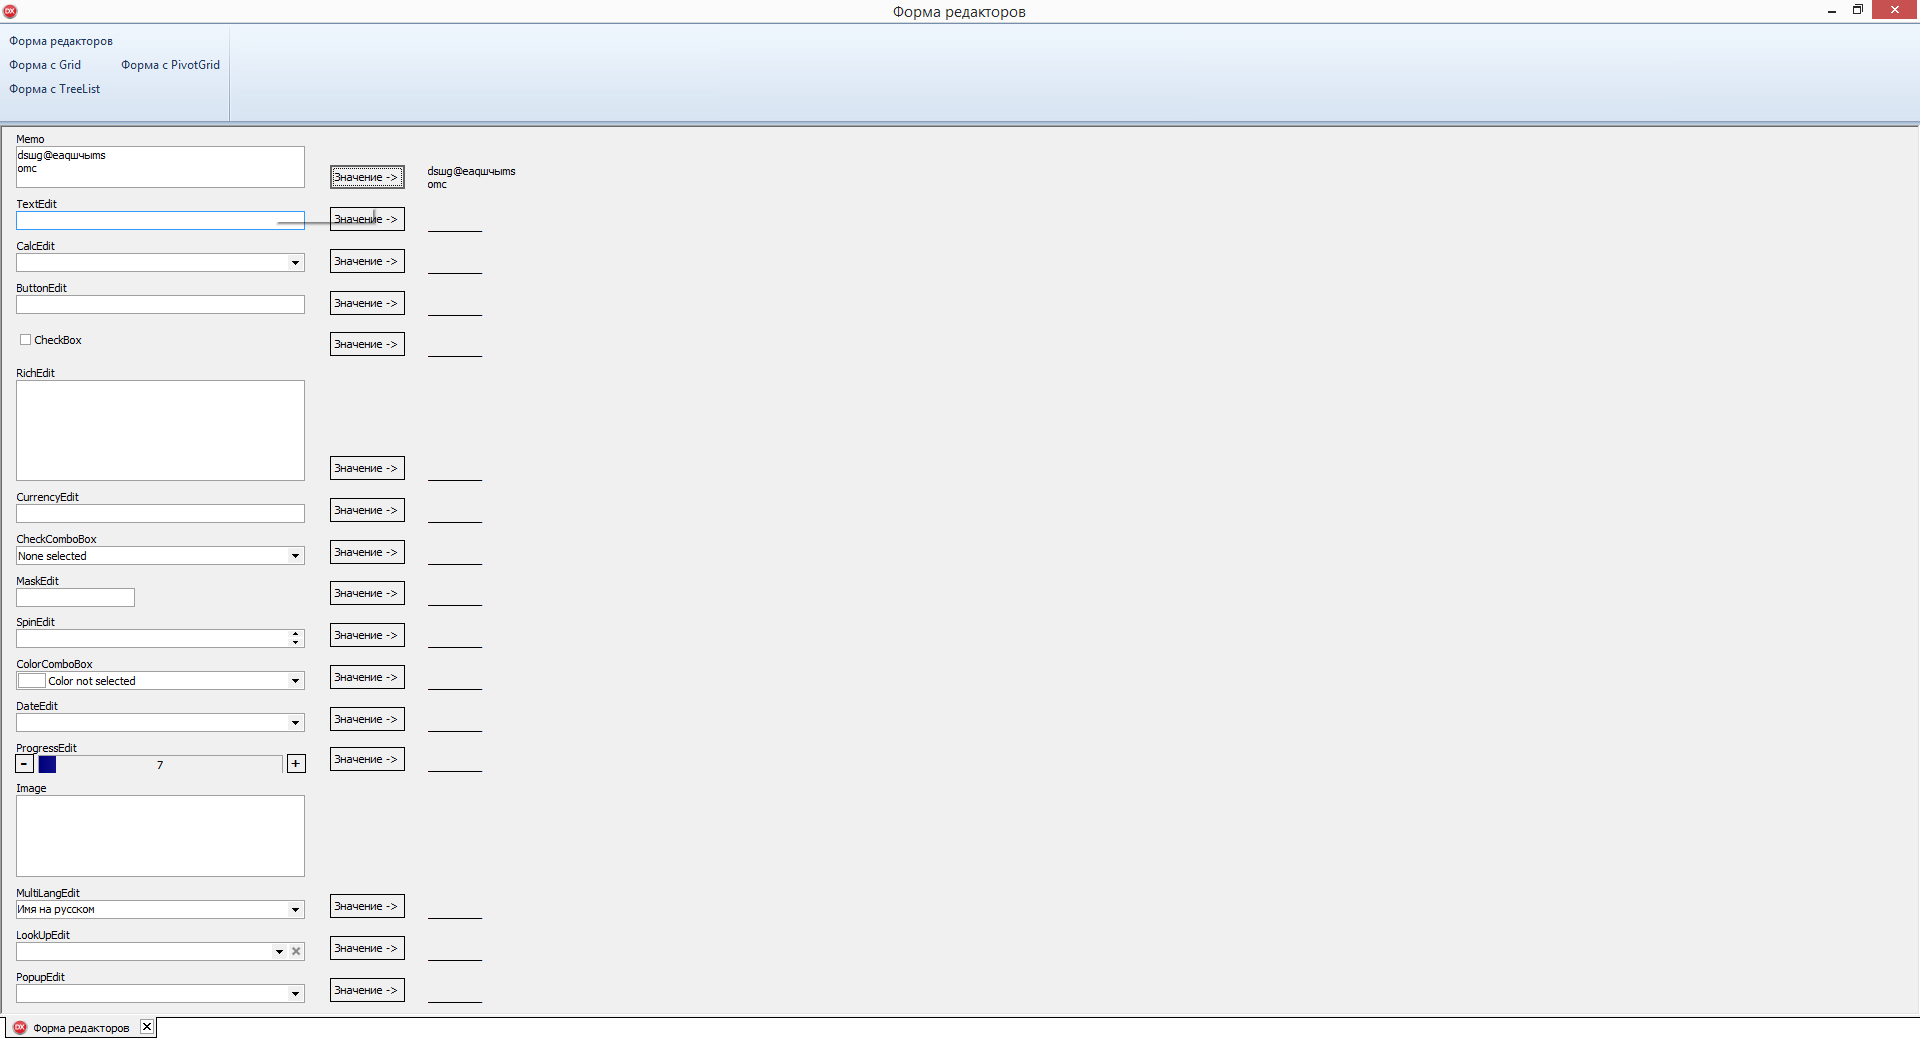 Форма редакторов
Форма редакторов
Форма с Grid
Форма с PivotGrid
Форма с TreeList
Memo
dsшg@eaqшчыms
omc
Значение ->
dsшg@eaqшчыms
omc
TextEdit
Значение ->
CalcEdit
Значение ->
ButtonEdit
Значение ->
CheckBox
Значение ->
RichEdit
Значение ->
CurrencyEdit
Значение ->
CheckComboBox
None selected
Значение ->
MaskEdit
Значение ->
SpinEdit
Значение ->
ColorComboBox
Color not selected
Значение ->
DateEdit
Значение ->
ProgressEdit
- 7 +
Значение ->
Image
MultiLangEdit
Имя на русском
Значение ->
LookUpEdit
Значение ->
PopupEdit
Значение ->
DX Форма редакторов